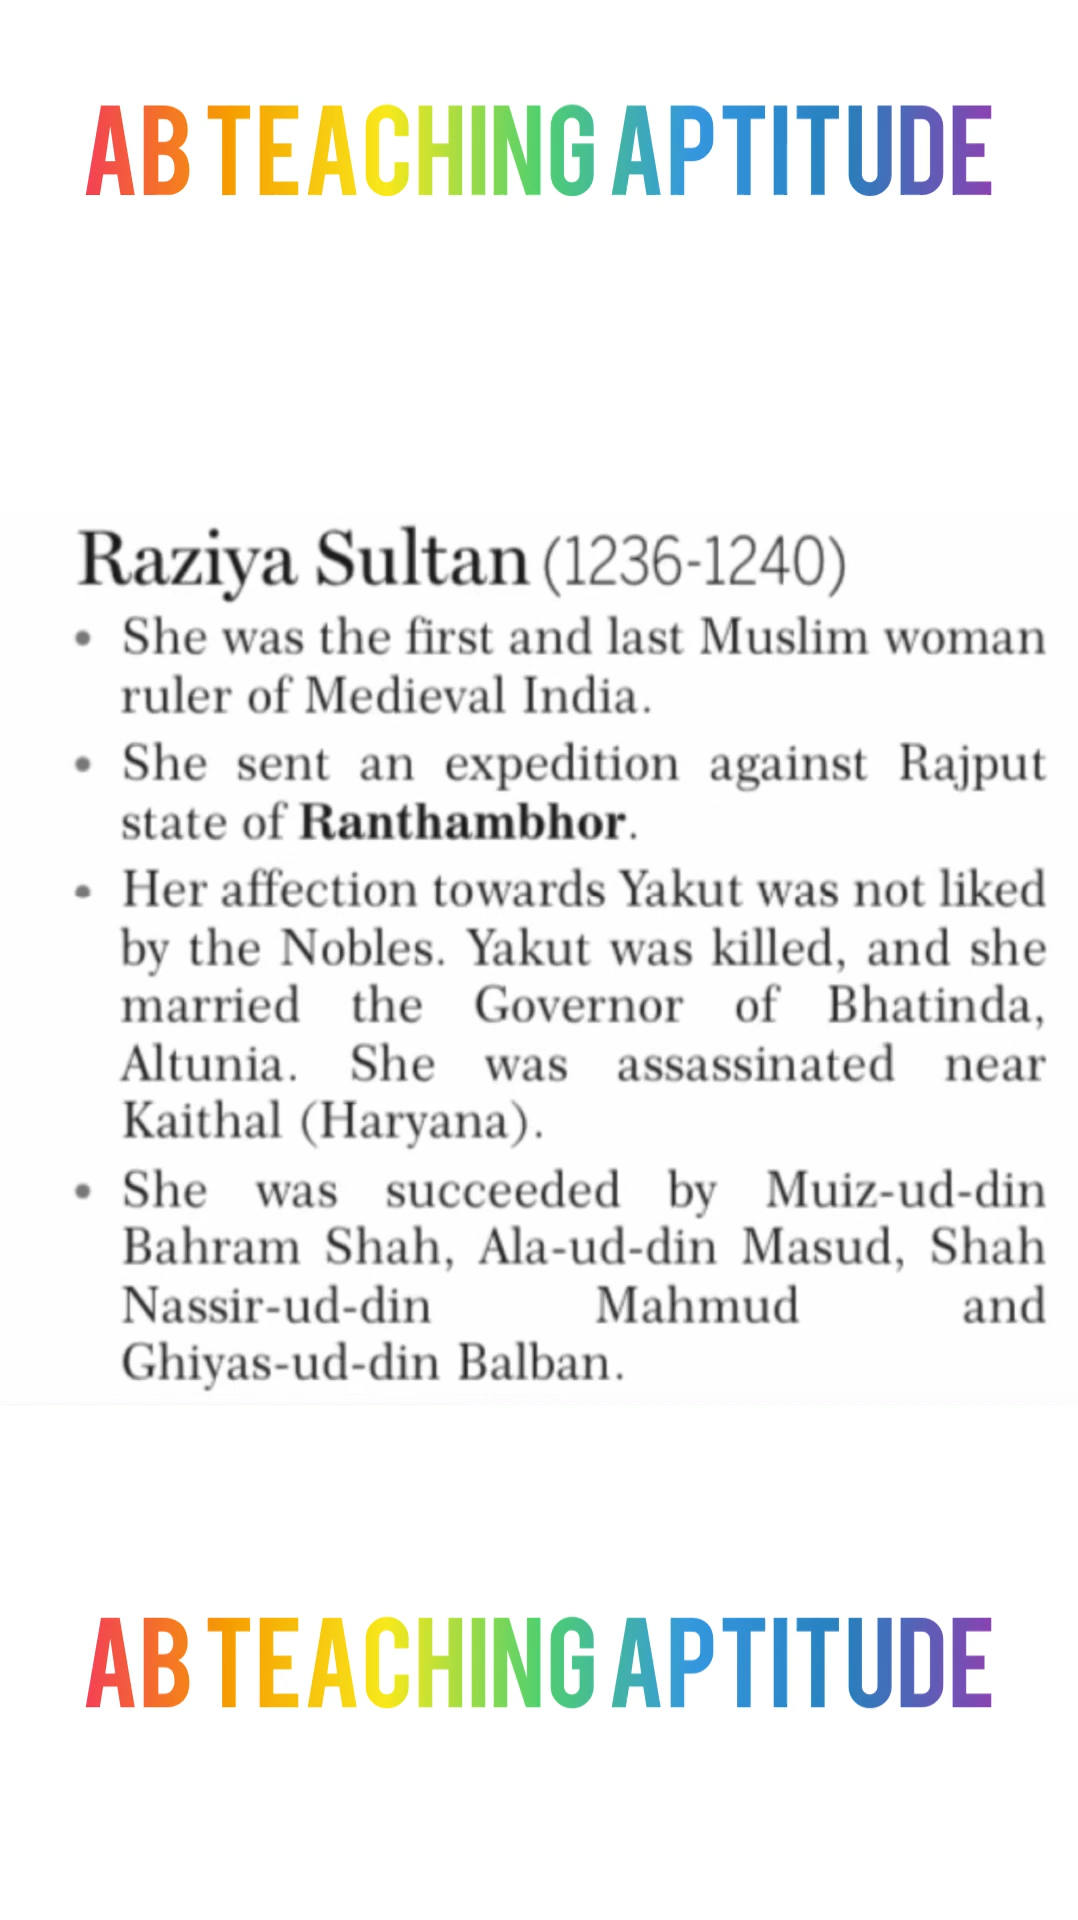 AB TEACHING APTITUDE
Raziya Sultan (1236-1240)
• She was the first and last Muslim woman
ruler of Medieval India.
• She sent an expedition against Rajput
state of Ranthambhor.
• Her affection towards Yakut was not liked
by the Nobles. Yakut was killed, and she
married the Governor of Bhatinda,
Altunia. She was assassinated near
Kaithal (Haryana).
• She was succeeded by Muiz-ud-din
Bahram Shah, Ala-ud-din Masud, Shah
Nassir-ud-din Mahmud and
Ghiyas-ud-din Balban.
AB TEACHING APTITUDE